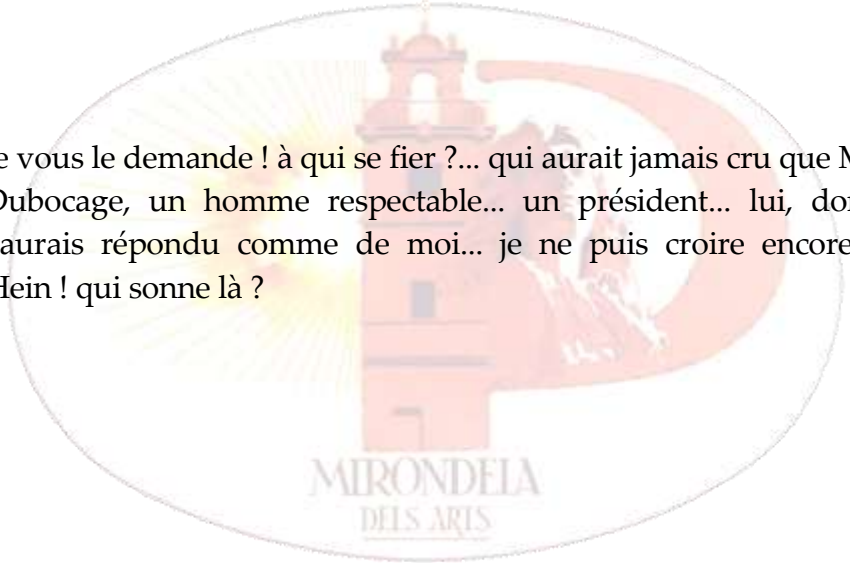 e vous le demande ! à qui se fier ?... qui aurait jamais cru que M
Dubocage, un homme respectable... un président... lui, don
aurais répondu comme de moi... je ne puis croire encore
Hein ! qui sonne là ?
MIRONDELA
DELS ARTS